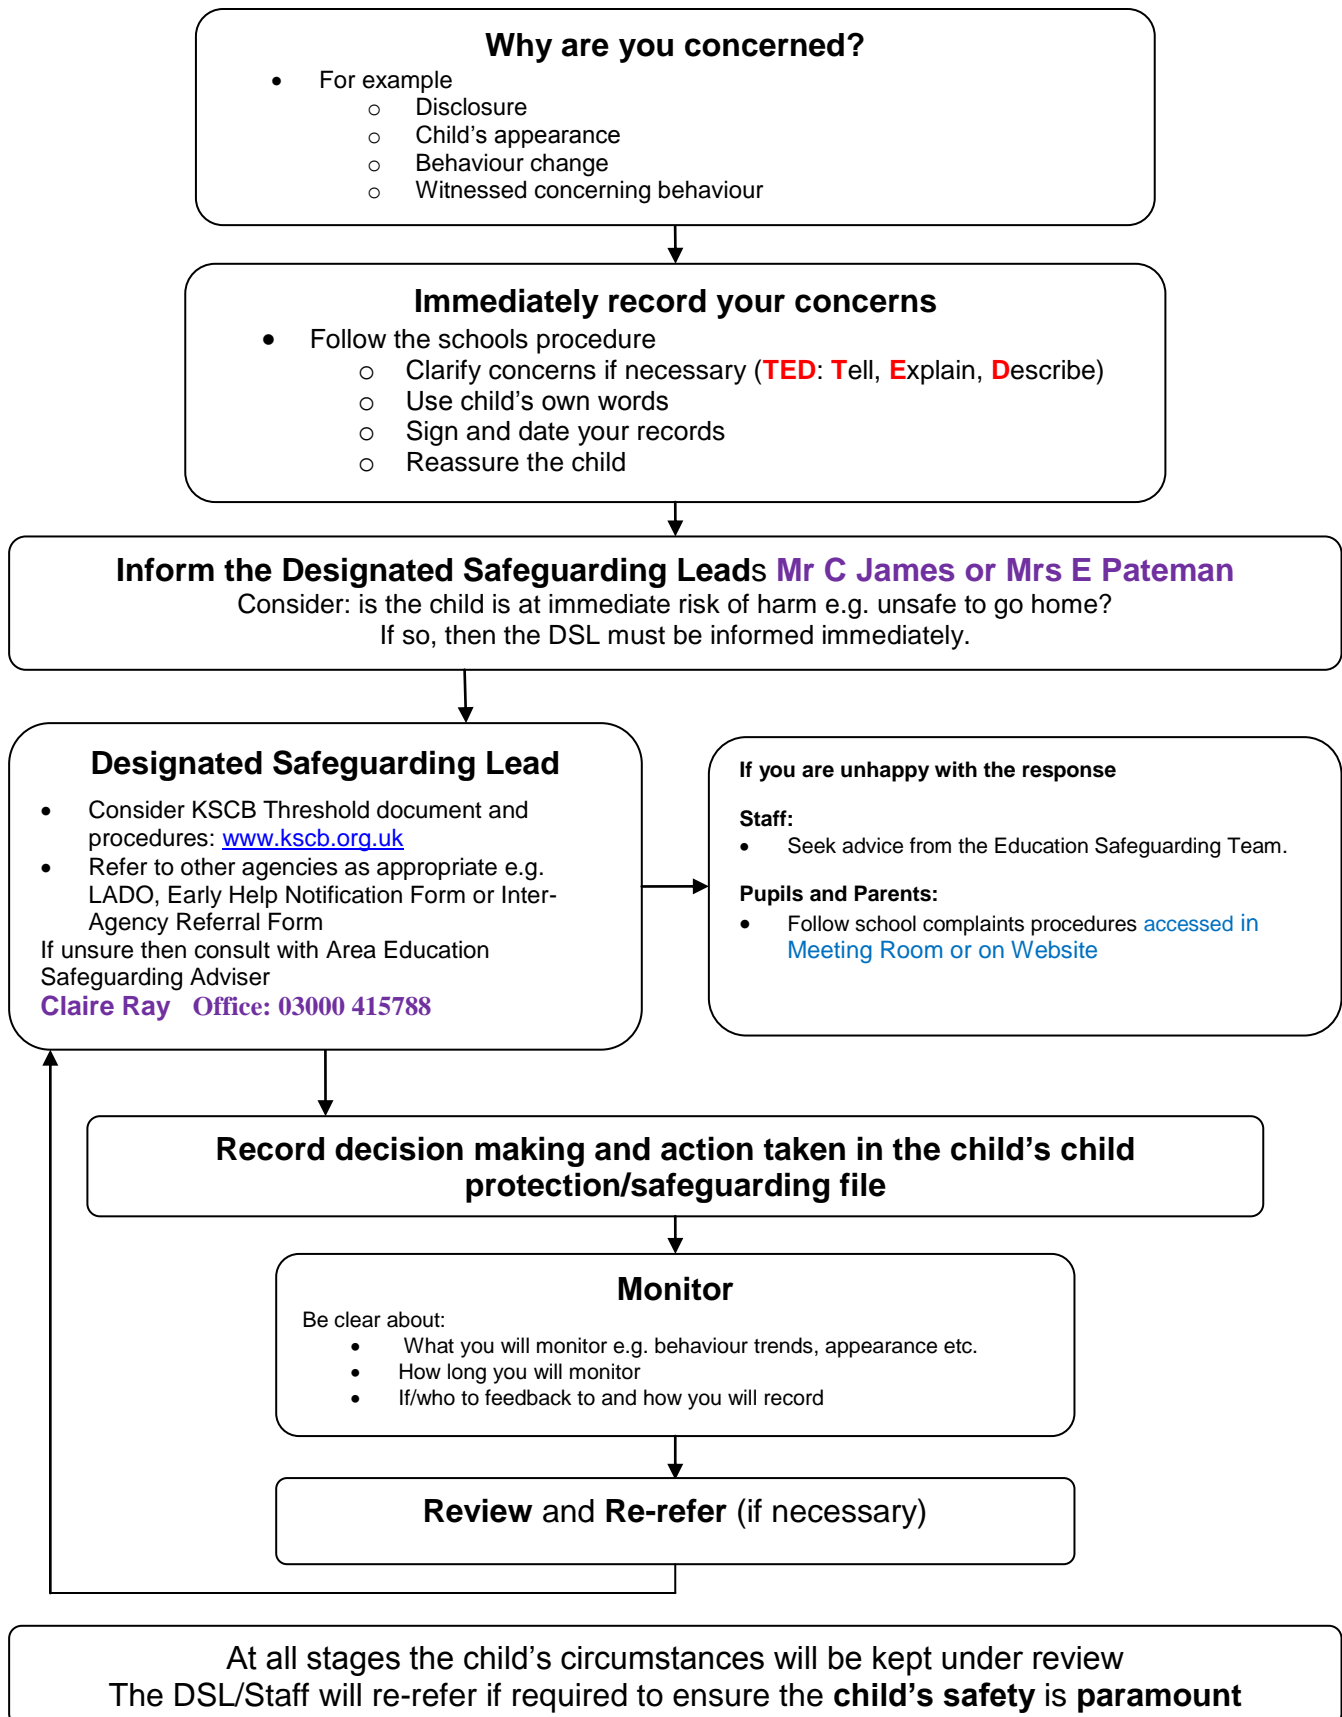 Why are you concerned?
• For example
o Disclosure
o Child's appearance
o Behaviour change
o Witnessed concerning behaviour
Immediately record your concerns
• Follow the schools procedure
o Clarify concerns if necessary (TED: Tell, Explain, Describe)
o Use child's own words
o Sign and date your records
o Reassure the child
Inform the Designated Safeguarding Leads Mr C James or Mrs E Pateman
Consider: is the child is at immediate risk of harm e.g. unsafe to go home?
If so, then the DSL must be informed immediately.
Designated Safeguarding Lead
• Consider KSCB Threshold document and
procedures: www.kscb.org.uk
• Refer to other agencies as appropriate e.g.
LADO, Early Help Notification Form or Inter-
Agency Referral Form
If unsure then consult with Area Education
Safeguarding Adviser
Claire Ray Office: 03000 415788
If you are unhappy with the response
Staff:
• Seek advice from the Education Safeguarding Team.
Pupils and Parents:
• Follow school complaints procedures accessed in
Meeting Room or on Website
Record decision making and action taken in the child's child
protection/safeguarding file
Monitor
Be clear about:
• What you will monitor e.g. behaviour trends, appearance etc.
• How long you will monitor
• If/who to feedback to and how you will record
Review and Re-refer (if necessary)
At all stages the child's circumstances will be kept under review
The DSL/Staff will re-refer if required to ensure the child's safety is paramount